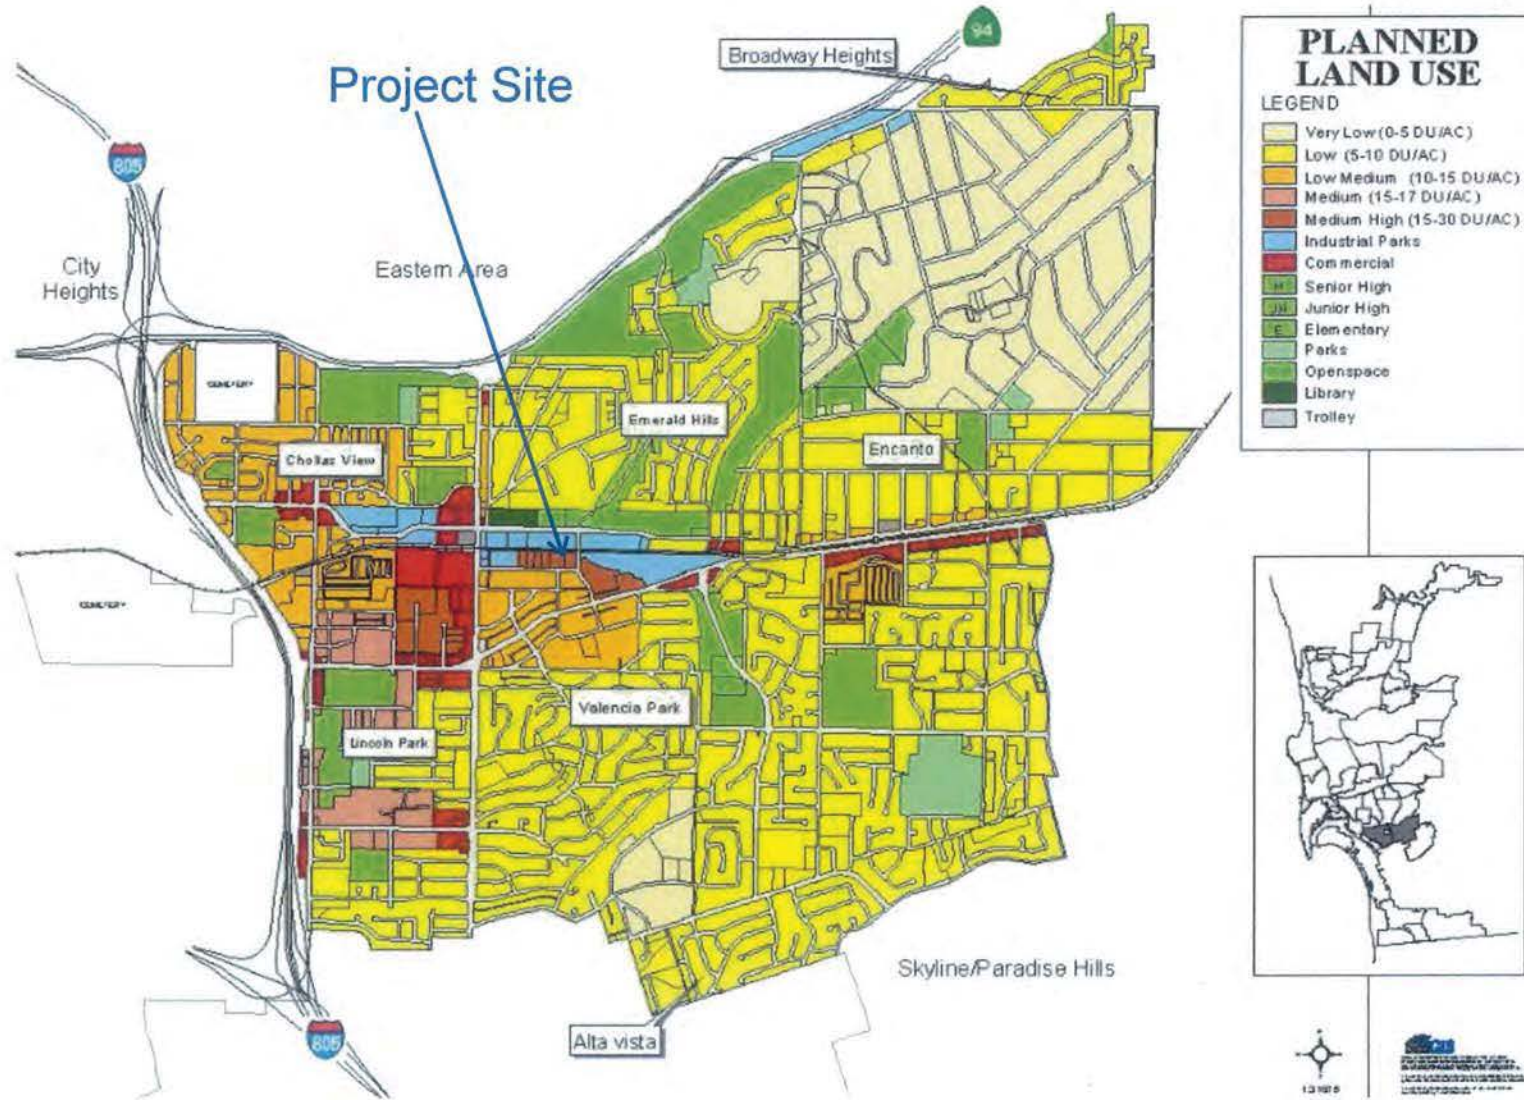 PLANNED
LAND USE
LEGEND
Very Low (0-5 DU/AC)
Low (5-10 DU/AC)
Low Medium (10-15 DU/AC)
Medium (15-17 DU/AC)
Medium High (15-30 DU/AC)
Industrial Parks
Commercial
H Senior High
JH Junior High
E Elementary
Parks
Openspace
Library
Trolley
94
Broadway Heights
Project Site
805
City
Heights
Eastern Area
CEMETERY
Emerald Hills
Chollas View
Encanto
CEMETERY
Valencia Park
Lincoln Park
Skyline/Paradise Hills
Alta vista
805